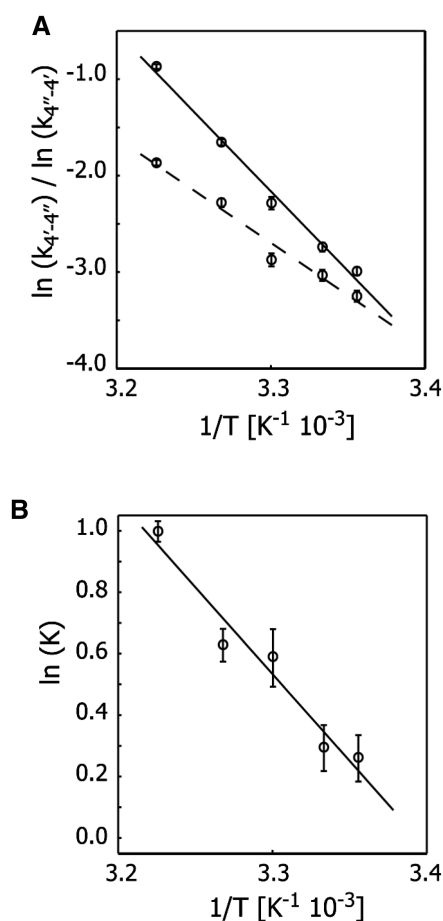 A
ln (k4'-4'') / ln (k4''-4')
-1.0
-2.0
-3.0
-4.0
3.2
3.3
3.4
1/T [K-1 10-3]
B
ln (K)
1.0
0.8
0.6
0.4
0.2
0.0
3.2
3.3
3.4
1/T [K-1 10-3]